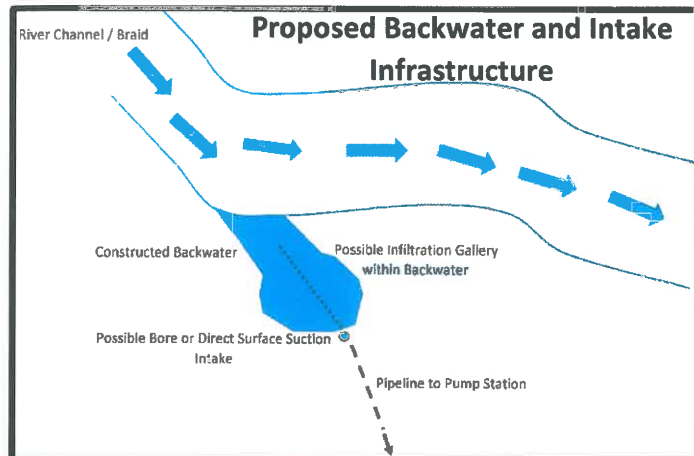 Proposed Backwater and Intake
Infrastructure
River Channel / Braid
Constructed Backwater
Possible Infiltration Gallery
within Backwater
Possible Bore or Direct Surface Suction
Intake
Pipeline to Pump Station